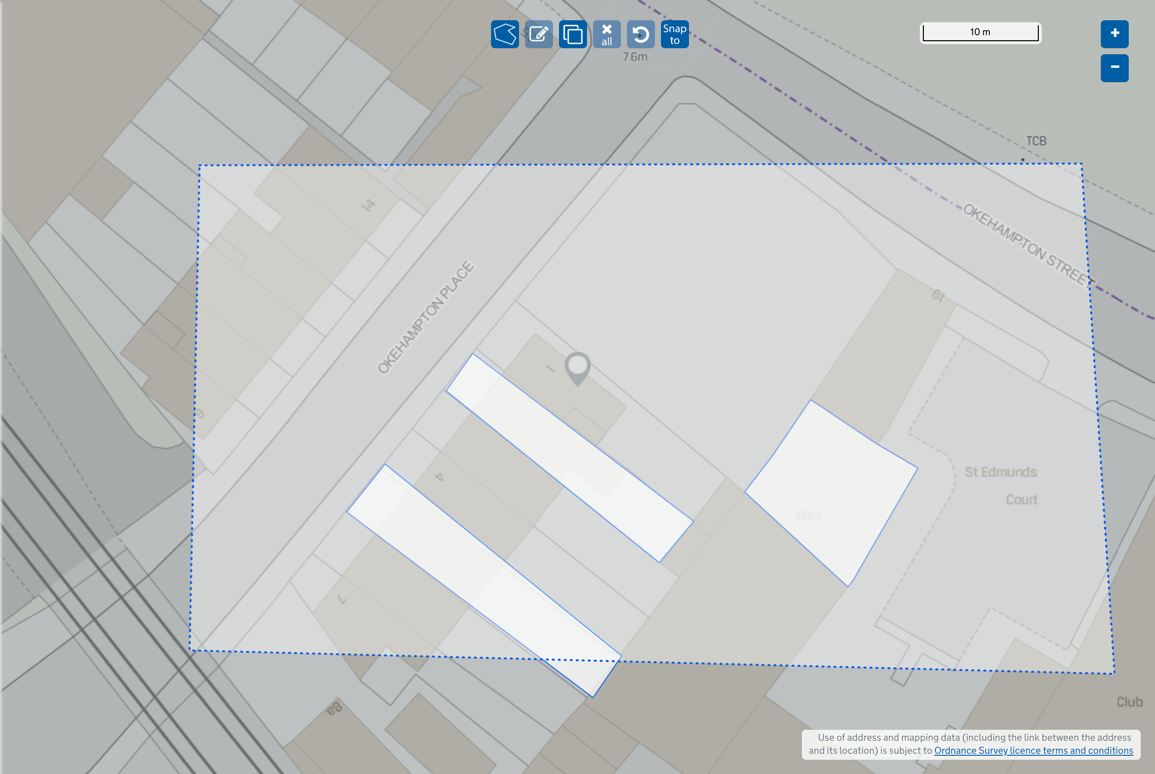 all
Snap
to
10 m
+
−
7.6m
TCB
14
OKEHAMPTON PLACE
OKEHAMPTON STREET
19
1
4
St Edmunds
Court
Wks
9
7
8a
Club
Use of address and mapping data (including the link between the address
and its location) is subject to Ordnance Survey licence terms and conditions